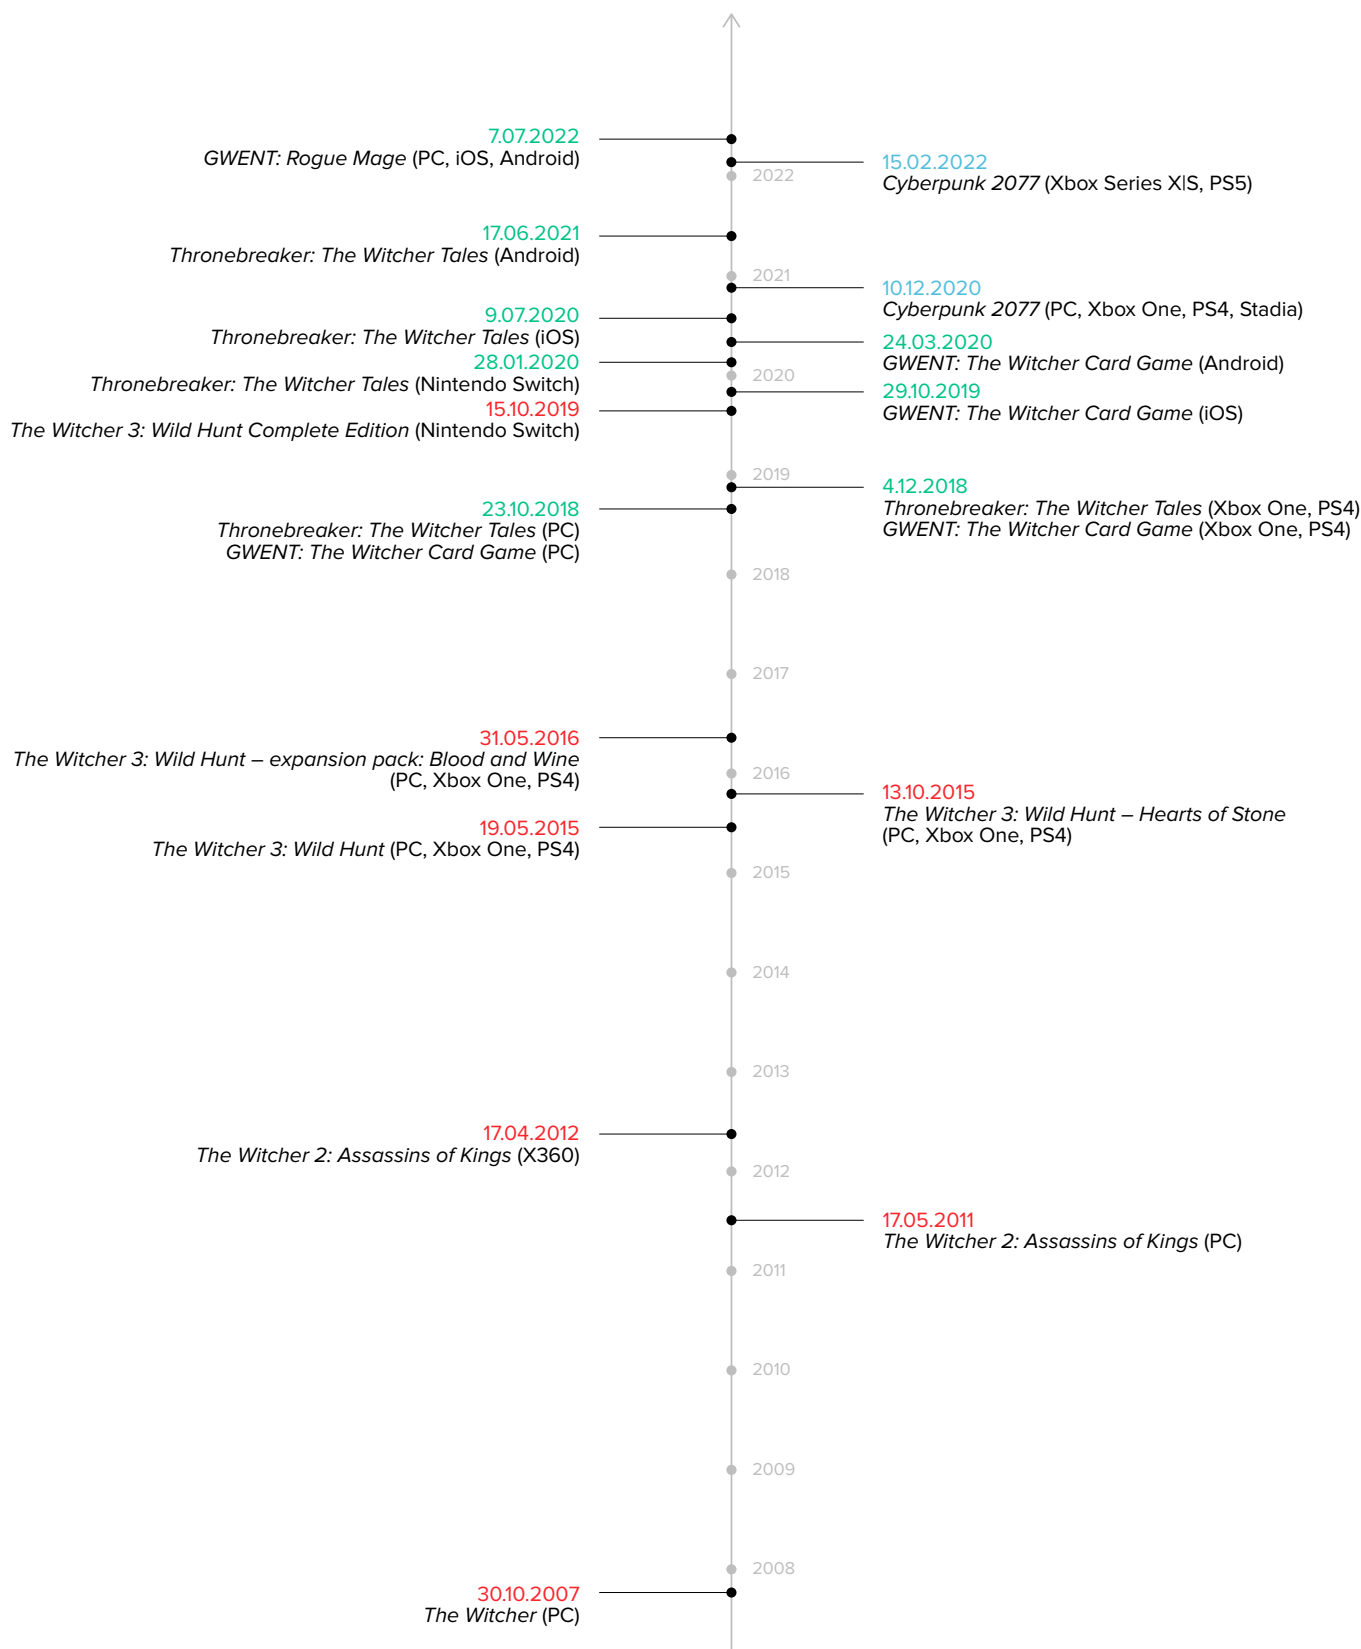 7.07.2022
GWENT: Rogue Mage (PC, iOS, Android)
15.02.2022
Cyberpunk 2077 (Xbox Series X|S, PS5)
2022
17.06.2021
Thronebreaker: The Witcher Tales (Android)
2021
10.12.2020
Cyberpunk 2077 (PC, Xbox One, PS4, Stadia)
9.07.2020
Thronebreaker: The Witcher Tales (iOS)
24.03.2020
GWENT: The Witcher Card Game (Android)
28.01.2020
Thronebreaker: The Witcher Tales (Nintendo Switch)
2020
29.10.2019
GWENT: The Witcher Card Game (iOS)
15.10.2019
The Witcher 3: Wild Hunt Complete Edition (Nintendo Switch)
2019
4.12.2018
Thronebreaker: The Witcher Tales (Xbox One, PS4)
GWENT: The Witcher Card Game (Xbox One, PS4)
23.10.2018
Thronebreaker: The Witcher Tales (PC)
GWENT: The Witcher Card Game (PC)
2018
2017
31.05.2016
The Witcher 3: Wild Hunt – expansion pack: Blood and Wine
(PC, Xbox One, PS4)
2016
13.10.2015
The Witcher 3: Wild Hunt – Hearts of Stone
(PC, Xbox One, PS4)
19.05.2015
The Witcher 3: Wild Hunt (PC, Xbox One, PS4)
2015
2014
2013
17.04.2012
The Witcher 2: Assassins of Kings (X360)
2012
17.05.2011
The Witcher 2: Assassins of Kings (PC)
2011
2010
2009
2008
30.10.2007
The Witcher (PC)